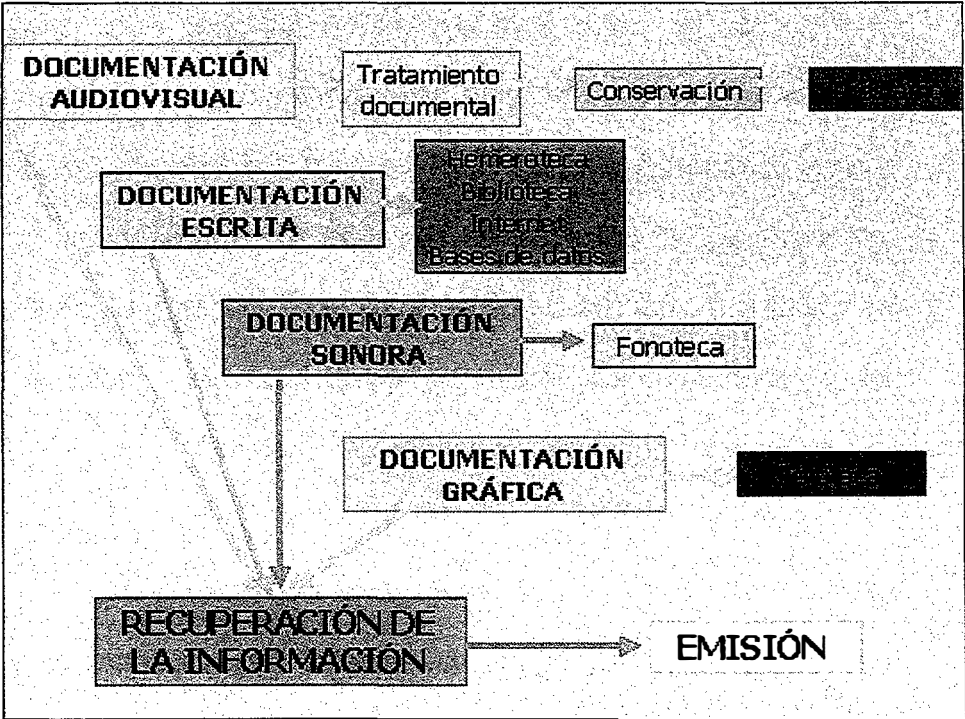 DOCUMENTACIÓN
AUDIOVISUAL
Tratamiento
documental
Conservación
DOCUMENTACIÓN
ESCRITA
Hemeroteca
Biblioteca
Internet
Bases de datos
DOCUMENTACIÓN
SONORA
Fonoteca
DOCUMENTACIÓN
GRÁFICA
RECUPERACIÓN DE
LA INFORMACIÓN
EMISIÓN